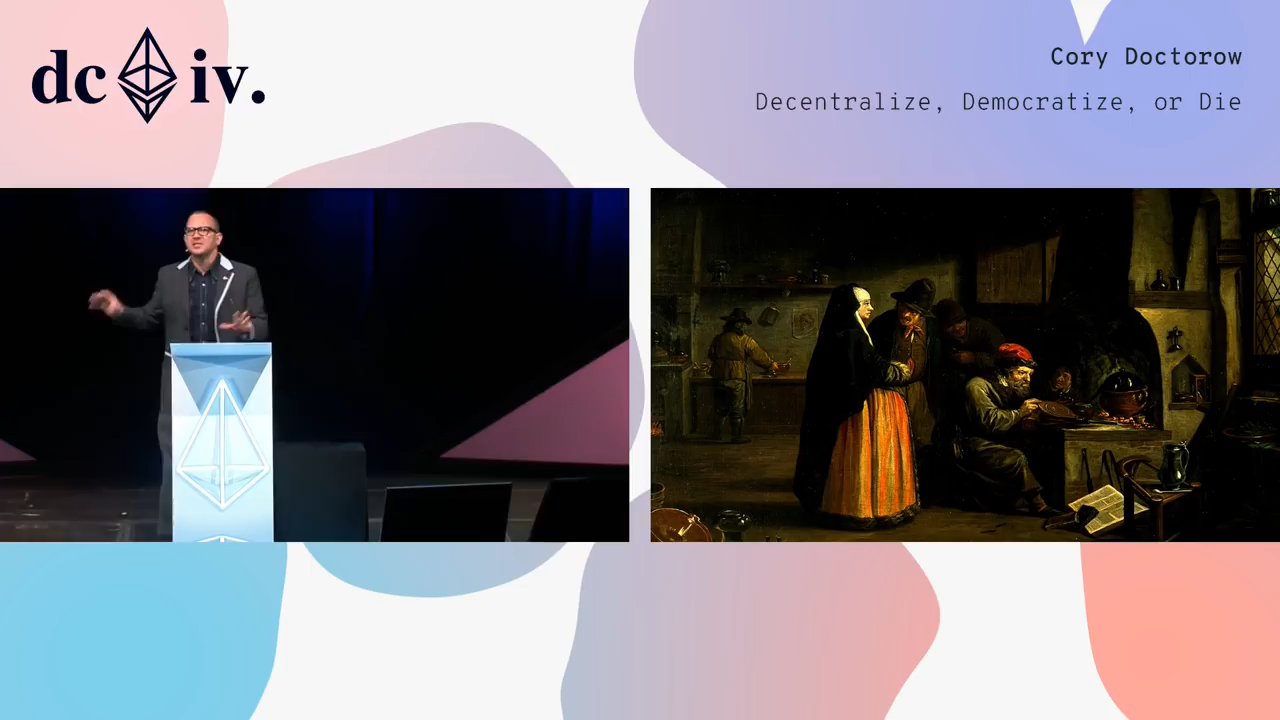 dc iv.
Cory Doctorow
Decentralize, Democratize, or Die